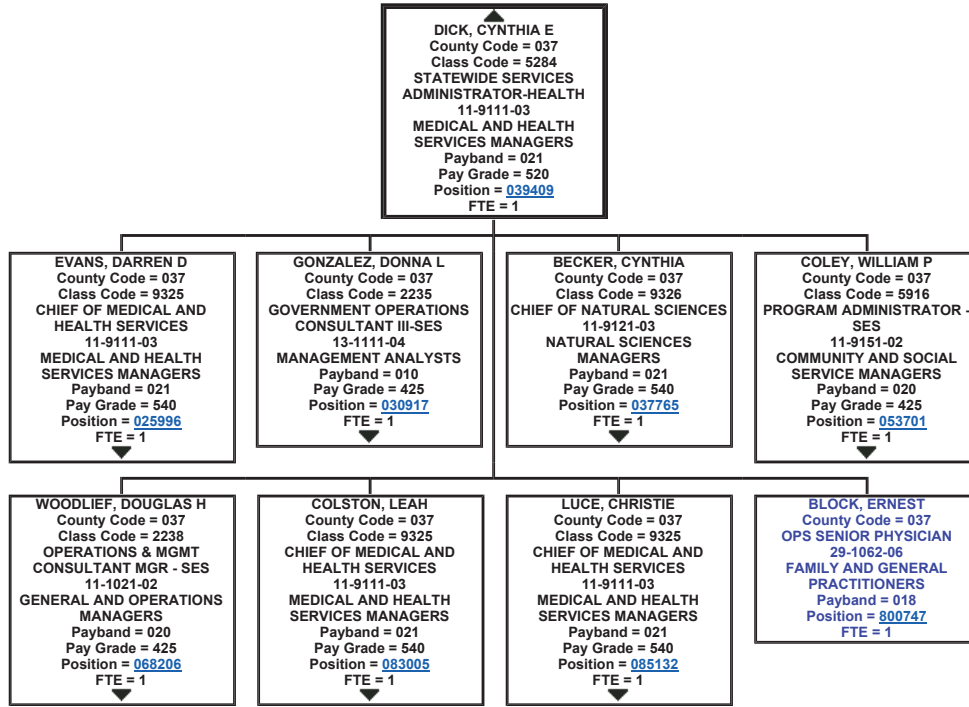 DICK, CYNTHIA E
County Code = 037
Class Code = 5284
STATEWIDE SERVICES
ADMINISTRATOR-HEALTH
11-9111-03
MEDICAL AND HEALTH
SERVICES MANAGERS
Payband = 021
Pay Grade = 520
Position = 039409
FTE = 1
EVANS, DARREN D
County Code = 037
Class Code = 9325
CHIEF OF MEDICAL AND
HEALTH SERVICES
11-9111-03
MEDICAL AND HEALTH
SERVICES MANAGERS
Payband = 021
Pay Grade = 540
Position = 025996
FTE = 1
GONZALEZ, DONNA L
County Code = 037
Class Code = 2235
GOVERNMENT OPERATIONS
CONSULTANT III-SES
13-1111-04
MANAGEMENT ANALYSTS
Payband = 010
Pay Grade = 425
Position = 030917
FTE = 1
BECKER, CYNTHIA
County Code = 037
Class Code = 9326
CHIEF OF NATURAL SCIENCES
11-9121-03
NATURAL SCIENCES
MANAGERS
Payband = 021
Pay Grade = 540
Position = 037765
FTE = 1
COLEY, WILLIAM P
County Code = 037
Class Code = 5916
PROGRAM ADMINISTRATOR -
SES
11-9151-02
COMMUNITY AND SOCIAL
SERVICE MANAGERS
Payband = 020
Pay Grade = 425
Position = 053701
FTE = 1
WOODLIEF, DOUGLAS H
County Code = 037
Class Code = 2238
OPERATIONS & MGMT
CONSULTANT MGR - SES
11-1021-02
GENERAL AND OPERATIONS
MANAGERS
Payband = 020
Pay Grade = 425
Position = 068206
FTE = 1
COLSTON, LEAH
County Code = 037
Class Code = 9325
CHIEF OF MEDICAL AND
HEALTH SERVICES
11-9111-03
MEDICAL AND HEALTH
SERVICES MANAGERS
Payband = 021
Pay Grade = 540
Position = 083005
FTE = 1
LUCE, CHRISTIE
County Code = 037
Class Code = 9325
CHIEF OF MEDICAL AND
HEALTH SERVICES
11-9111-03
MEDICAL AND HEALTH
SERVICES MANAGERS
Payband = 021
Pay Grade = 540
Position = 085132
FTE = 1
BLOCK, ERNEST
County Code = 037
OPS SENIOR PHYSICIAN
29-1062-06
FAMILY AND GENERAL
PRACTITIONERS
Payband = 018
Position = 800747
FTE = 1